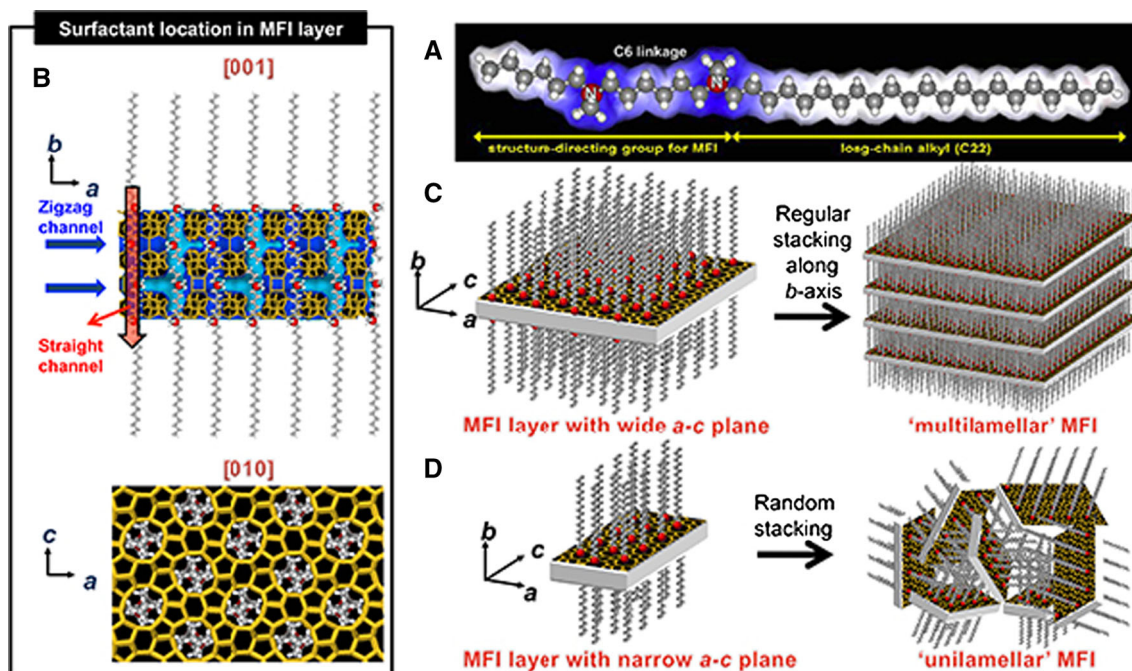 Surfactant location in MFI layer
B
[001]
b
a
Zigzag
channel
Straight
channel
[010]
c
a
A
C6 linkage
N
N
structure-directing group for MFI
long-chain alkyl (C22)
C
b
c
a
Regular
stacking
along
b-axis
MFI layer with wide a-c plane
'multilamellar' MFI
D
b
c
a
Random
stacking
MFI layer with narrow a-c plane
'unilamellar' MFI